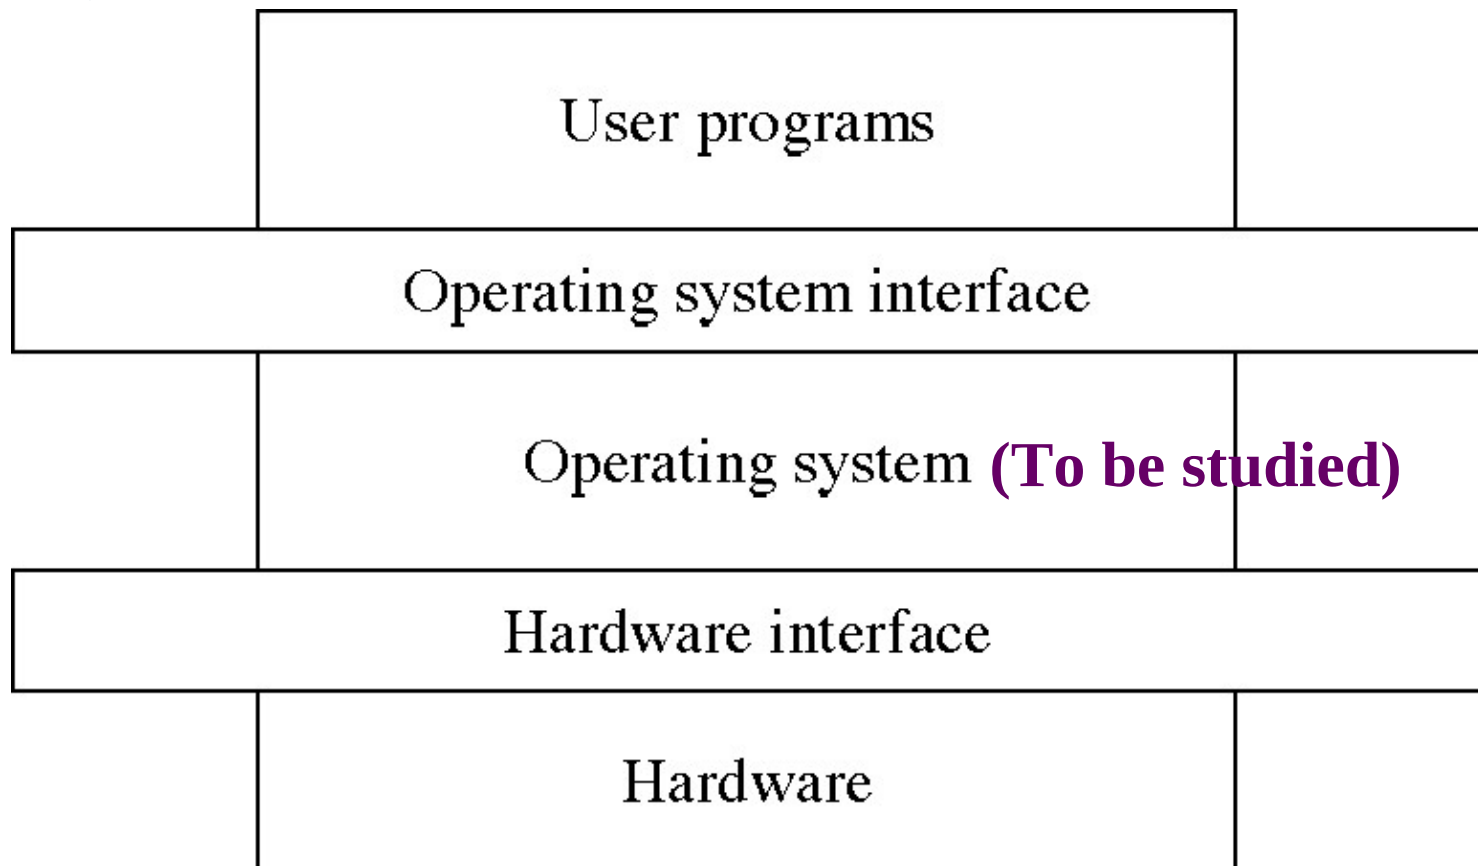 User programs
Operating system interface
Operating system (To be studied)
Hardware interface
Hardware